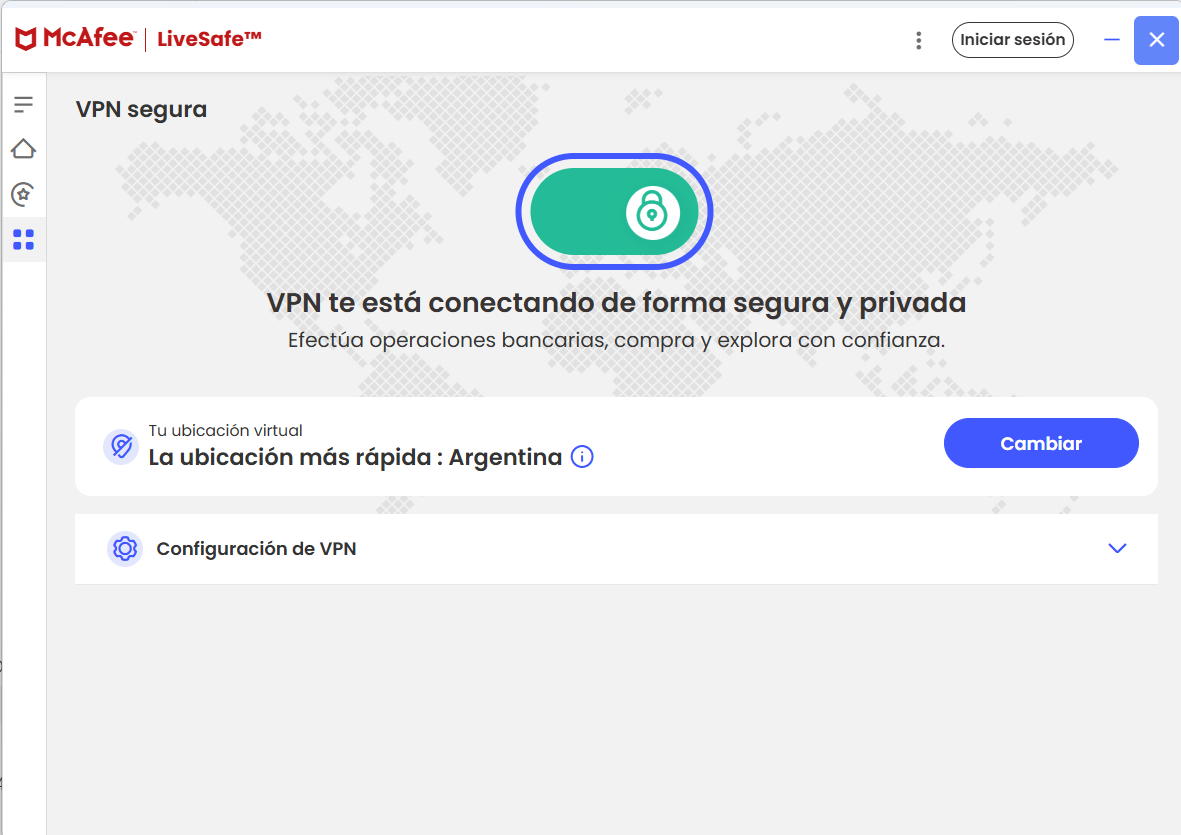 McAfee™ | LiveSafe™
Iniciar sesión
VPN segura
VPN te está conectando de forma segura y privada
Efectúa operaciones bancarias, compra y explora con confianza.
Tu ubicación virtual
La ubicación más rápida : Argentina
Cambiar
Configuración de VPN